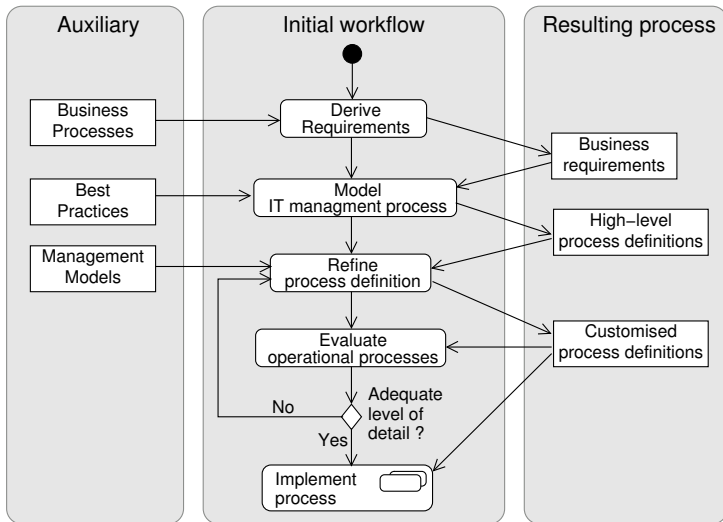 Auxiliary
Initial workflow
Resulting process
Business
Processes
Derive
Requirements
Business
requirements
Best
Practices
Model
IT managment process
High-level
process definitions
Management
Models
Refine
process definition
Customised
process definitions
Evaluate
operational processes
Adequate
level of
detail ?
No
Yes
Implement
process